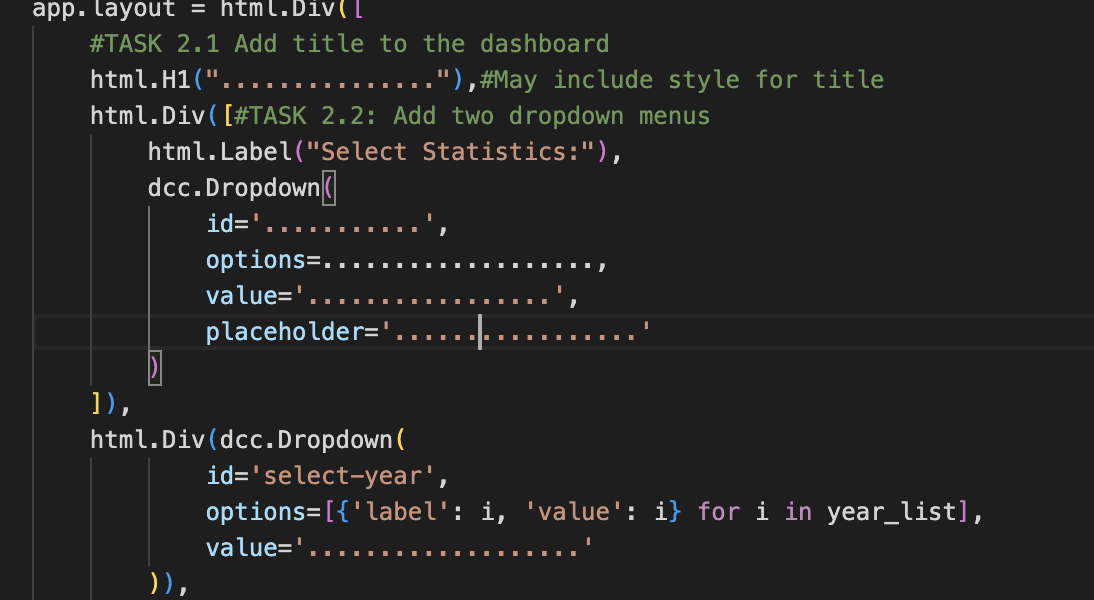 app.layout = html.Div([
#TASK 2.1 Add title to the dashboard
html.H1("..............."),#May include style for title
html.Div([#TASK 2.2: Add two dropdown menus
html.Label("Select Statistics:"),
dcc.Dropdown(
id='...........',
options=...................,
value='.................',
placeholder='.................'
)
]),
html.Div(dcc.Dropdown(
id='select-year',
options=[{'label': i, 'value': i} for i in year_list],
value='...................'
)),